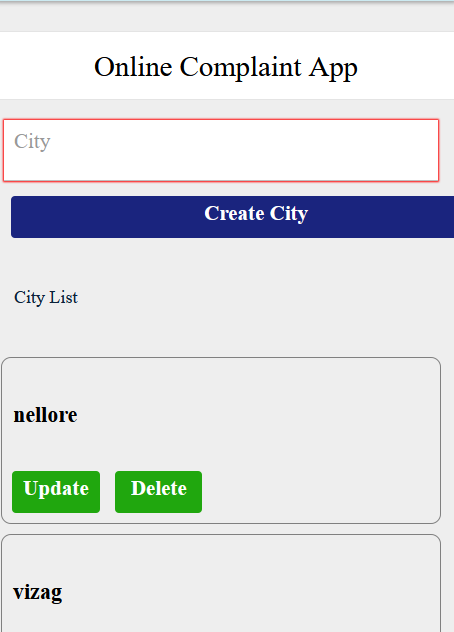 Online Complaint App
City
Create City
City List
nellore
Update Delete
vizag